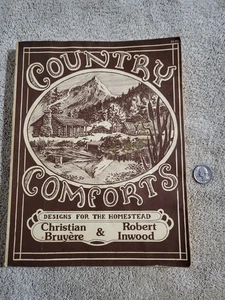 COUNTRY
COMFORTS
DESIGNS FOR THE HOMESTEAD
Christian & Robert
Bruyère Inwood